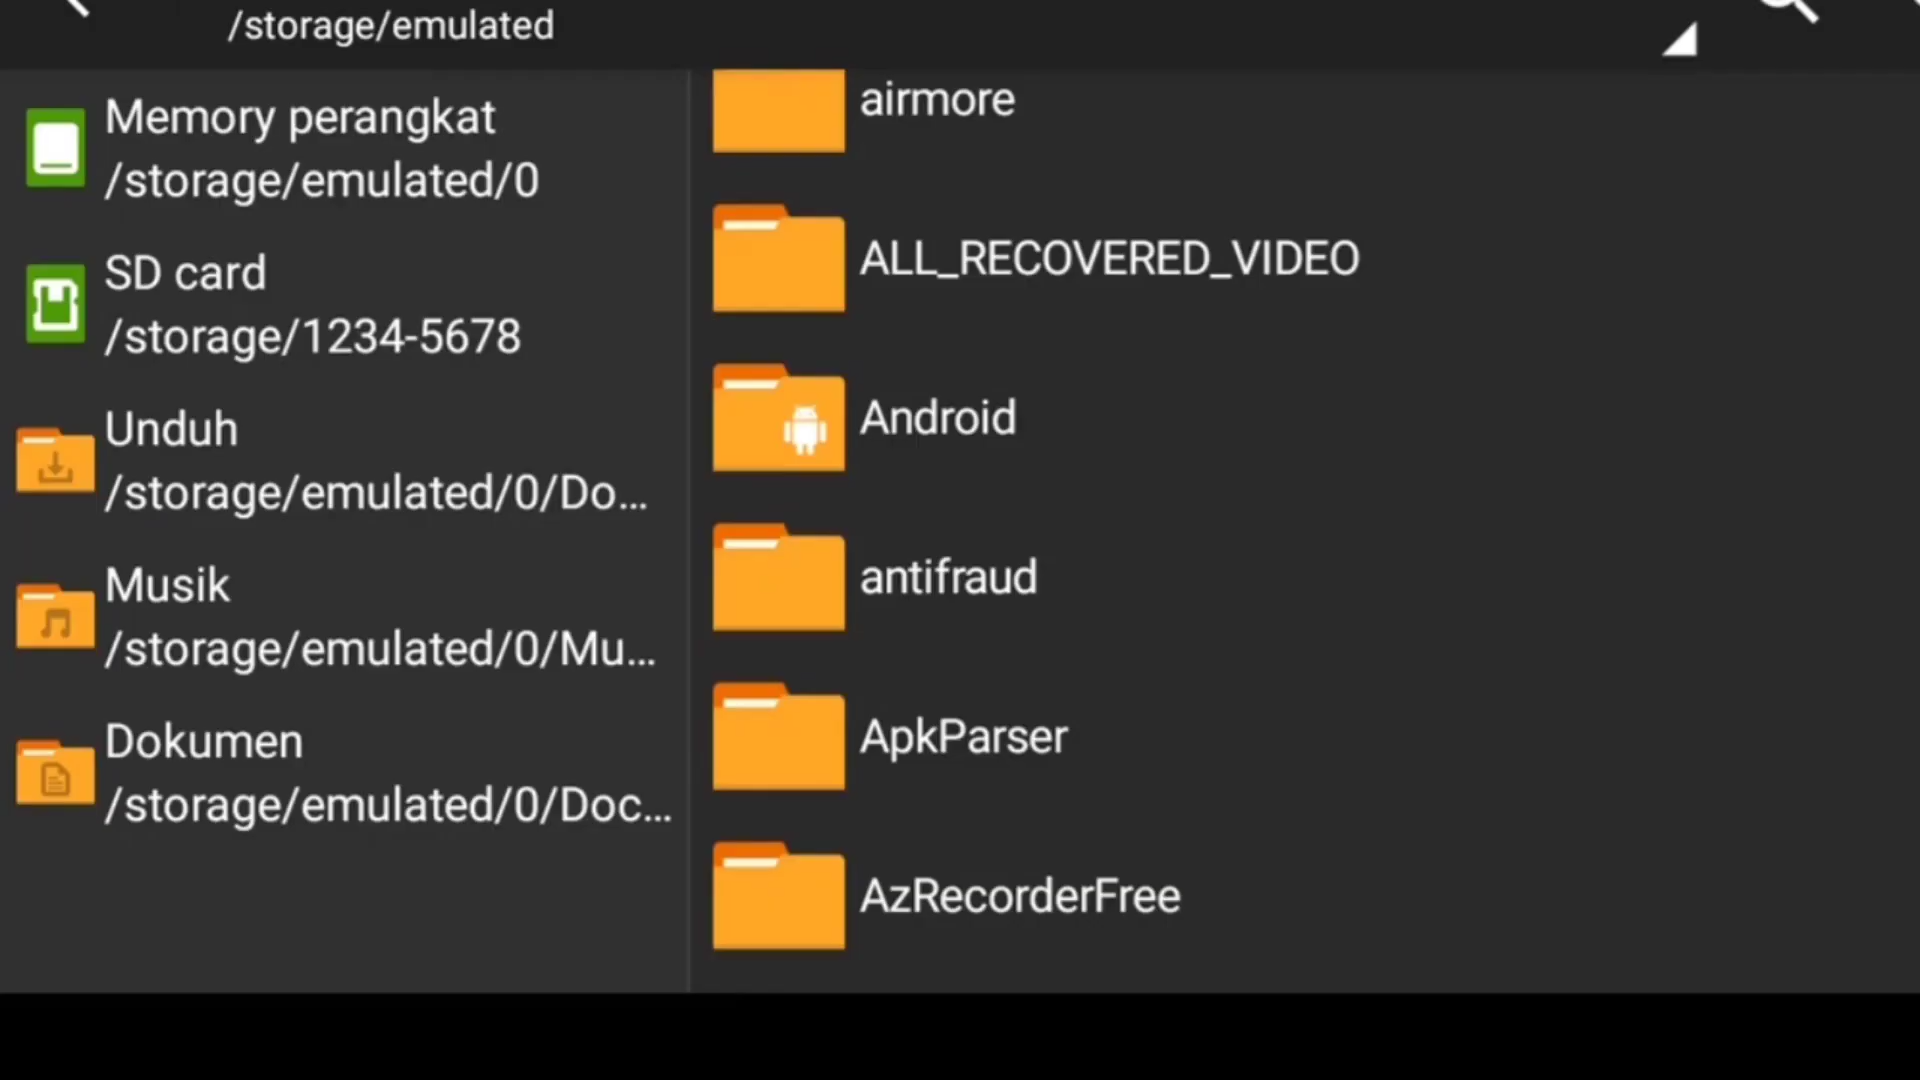 /storage/emulated
Memory perangkat
/storage/emulated/0
SD card
/storage/1234-5678
Unduh
/storage/emulated/0/Do...
Musik
/storage/emulated/0/Mu...
Dokumen
/storage/emulated/0/Doc...
airmore
ALL_RECOVERED_VIDEO
Android
antifraud
ApkParser
AzRecorderFree